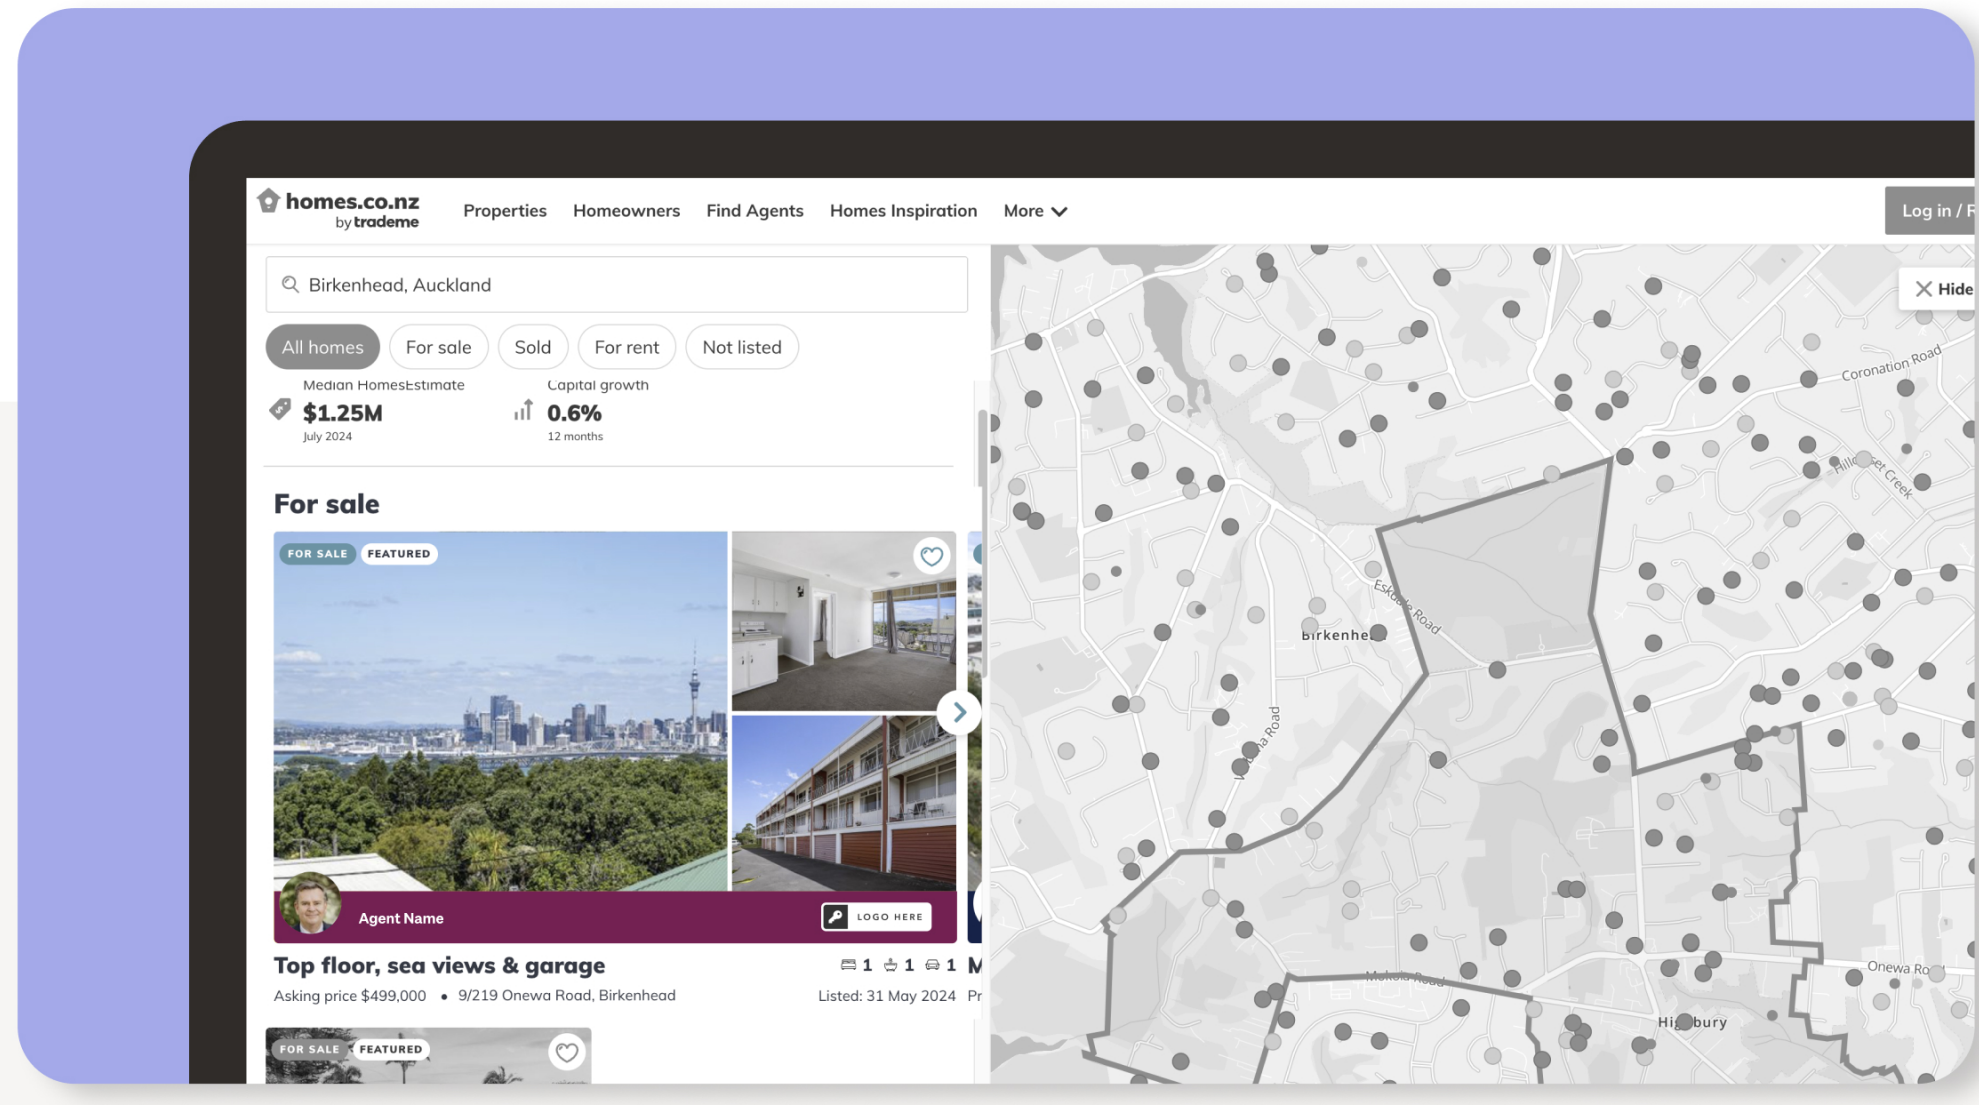 homes.co.nz
by trademe
Properties Homeowners Find Agents Homes Inspiration More
Log in /
Birkenhead, Auckland
Hide
All homes For sale Sold For rent Not listed
Median HomesEstimate Capital growth
$1.25M 0.6%
July 2024 12 months
For sale
FOR SALE FEATURED
Agent Name
LOGO HERE
Top floor, sea views & garage 1 1 1 M
Asking price $499,000 • 9/219 Onewa Road, Birkenhead Listed: 31 May 2024 Pr
FOR SALE FEATURED
Coronation Road
Eskdale Road
Birkenhe
Mokoia Road
Onewa Ro